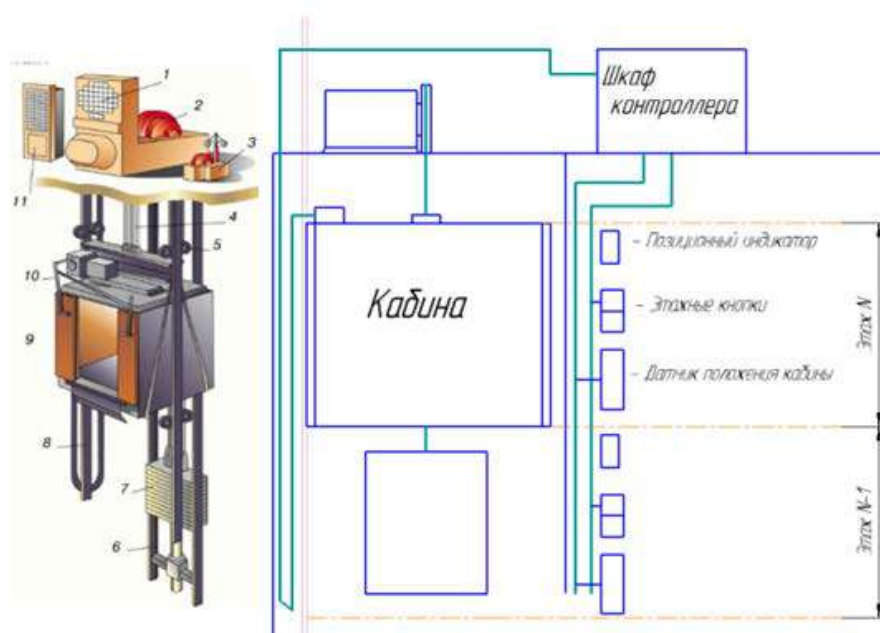 1
2
3
11
4
5
10
9
8
7
6
Шкаф
контроллера
Кабина
– Позиционный индикатор
– Этажные кнопки
– Датчик положения кабины
Этаж N
Этаж N-1